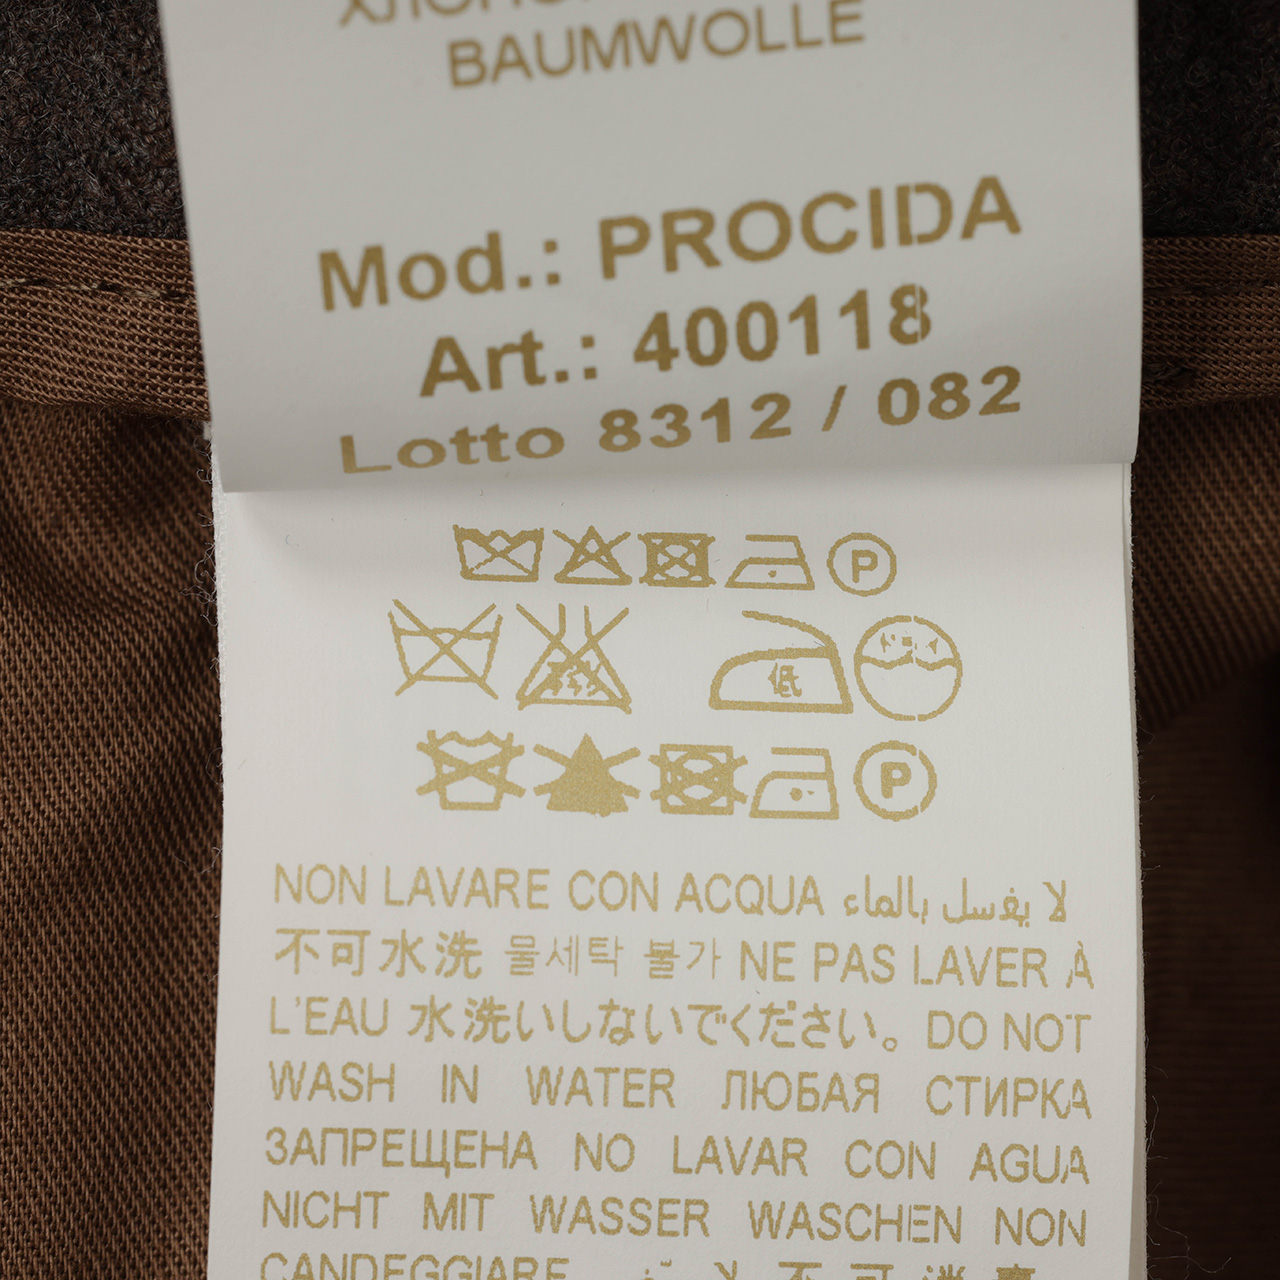 BAUMWOLLE
Mod.: PROCIDA
Art.: 400118
Lotto 8312 / 082
P
低
P
NON LAVARE CON ACQUA لا يغسل بالماء
不可水洗 물세탁 불가 NE PAS LAVER À
L'EAU 水洗いしないでください。 DO NOT
WASH IN WATER ЛЮБАЯ СТИРКА
ЗАПРЕЩЕНА NO LAVAR CON AGUA
NICHT MIT WASSER WASCHEN NON
CANDEGGIARE